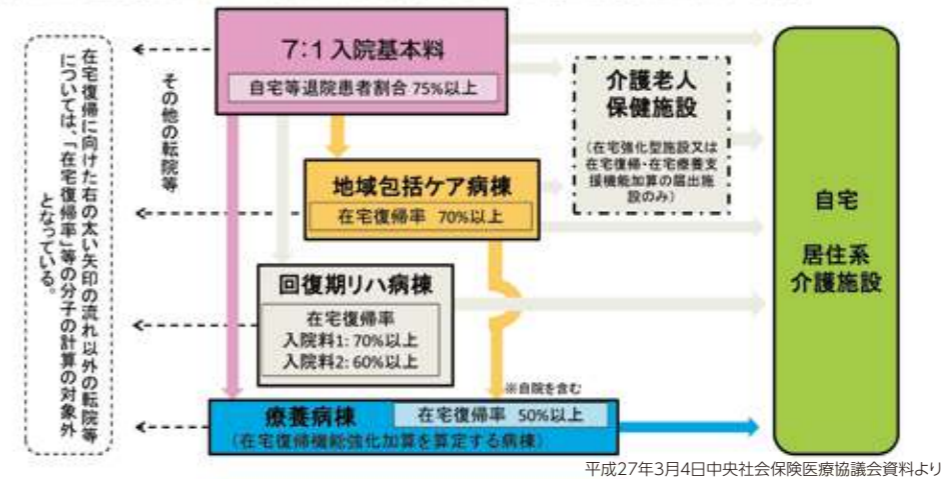 7:1入院基本料
自宅等退院患者割合 75%以上
その他の転院等
在宅復帰に向けた右の太い矢印の流れ以外の転院等
については、「在宅復帰率」等の分子の計算の対象外
となっている。
介護老人
保健施設
(在宅強化型施設又は
在宅復帰・在宅療養支
援機能加算の届出施
設のみ)
地域包括ケア病棟
在宅復帰率 70%以上
自宅
居住系
介護施設
回復期リハ病棟
在宅復帰率
入院料1: 70%以上
入院料2: 60%以上
※自院を含む
療養病棟
在宅復帰率 50%以上
(在宅復帰機能強化加算を算定する病棟)
平成27年3月4日中央社会保険医療協議会資料より